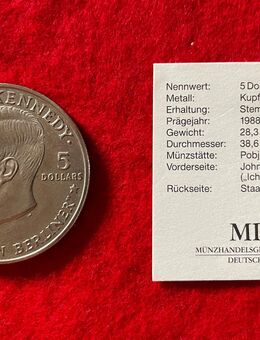 KENNEDY
5
DOLLARS
BERLINER"
Nennwert: 5 Do
Metall: Kupf
Erhaltung: Stem
Prägejahr: 1988
Gewicht: 28,3
Durchmesser: 38,6
Münzstätte: Pobj
Vorderseite: John
(„Ich
Rückseite: Staa
MD
MÜNZHANDELSG
DEUTSCH